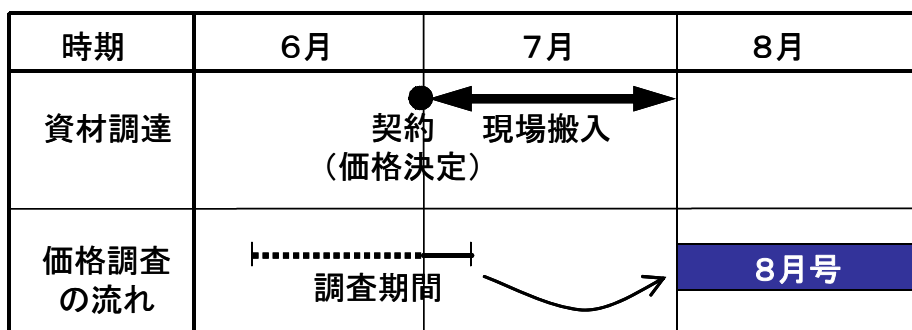 時期 6月 7月 8月
資材調達
契約 現場搬入
(価格決定)
価格調査
の流れ
調査期間
8月号